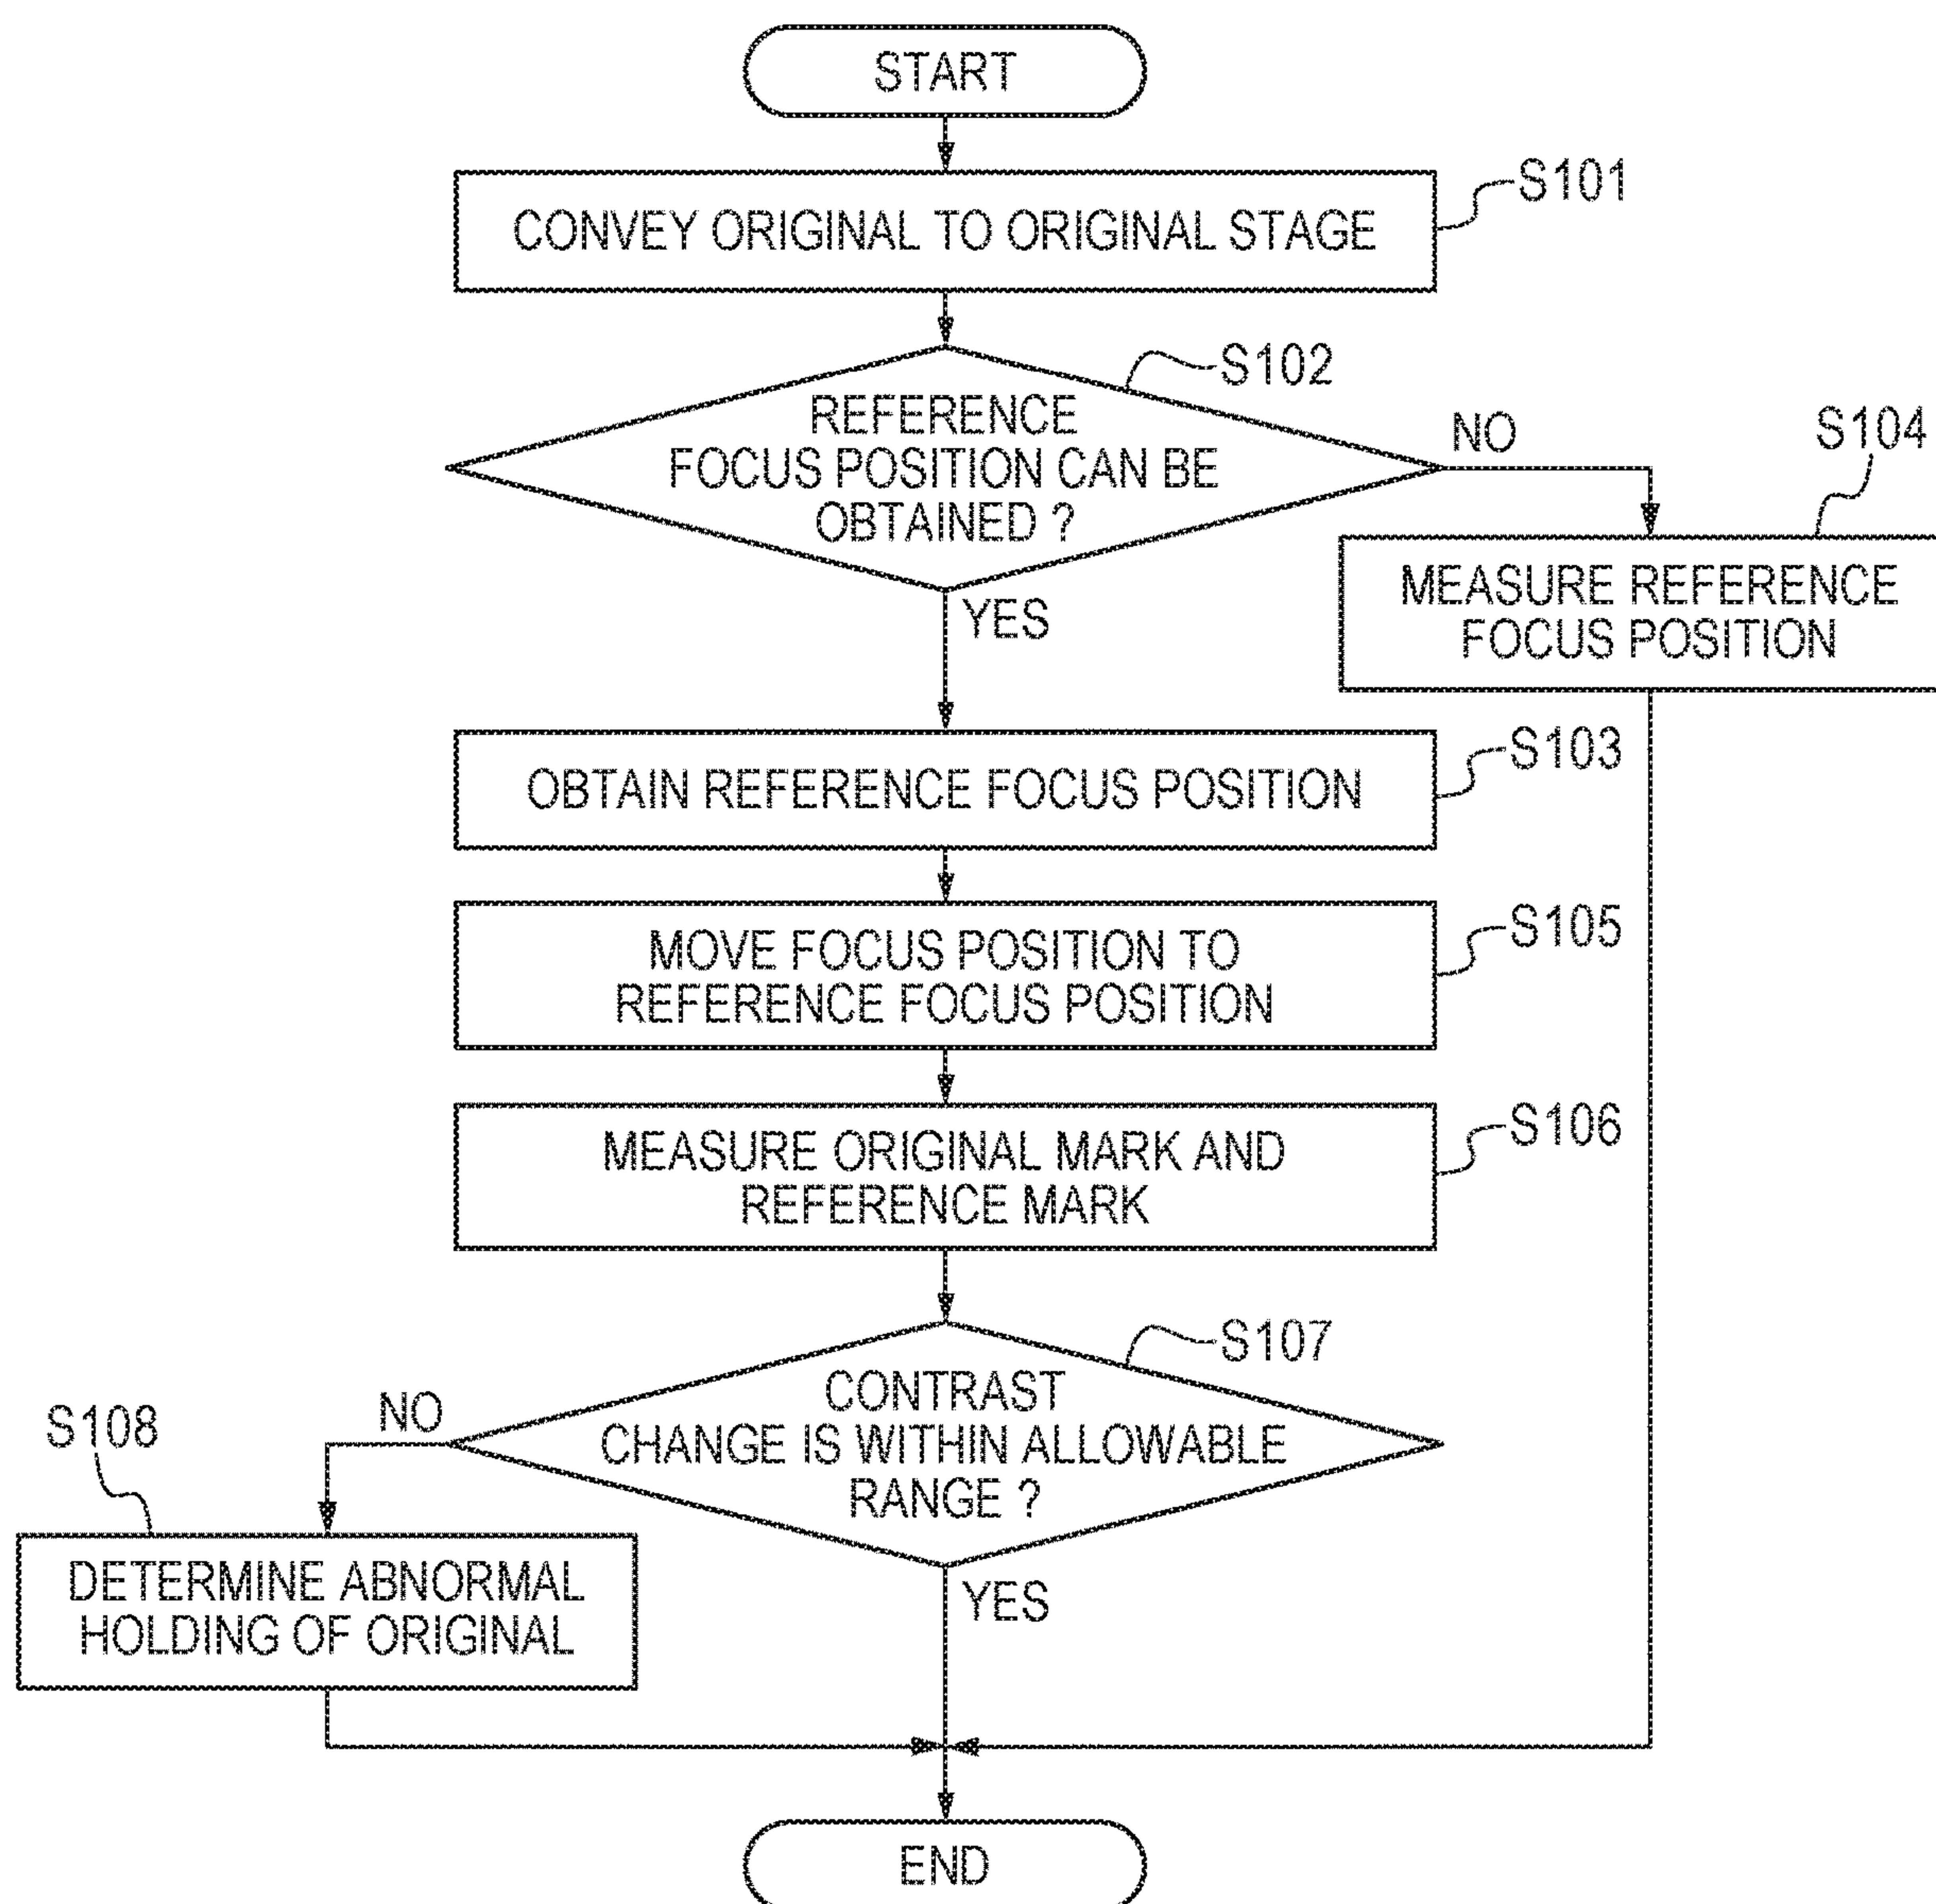 START
S101
CONVEY ORIGINAL TO ORIGINAL STAGE
S102
REFERENCE
FOCUS POSITION CAN BE
OBTAINED ?
NO
S104
MEASURE REFERENCE
FOCUS POSITION
YES
S103
OBTAIN REFERENCE FOCUS POSITION
S105
MOVE FOCUS POSITION TO
REFERENCE FOCUS POSITION
S106
MEASURE ORIGINAL MARK AND
REFERENCE MARK
S107
CONTRAST
CHANGE IS WITHIN ALLOWABLE
RANGE ?
NO
S108
DETERMINE ABNORMAL
HOLDING OF ORIGINAL
YES
END